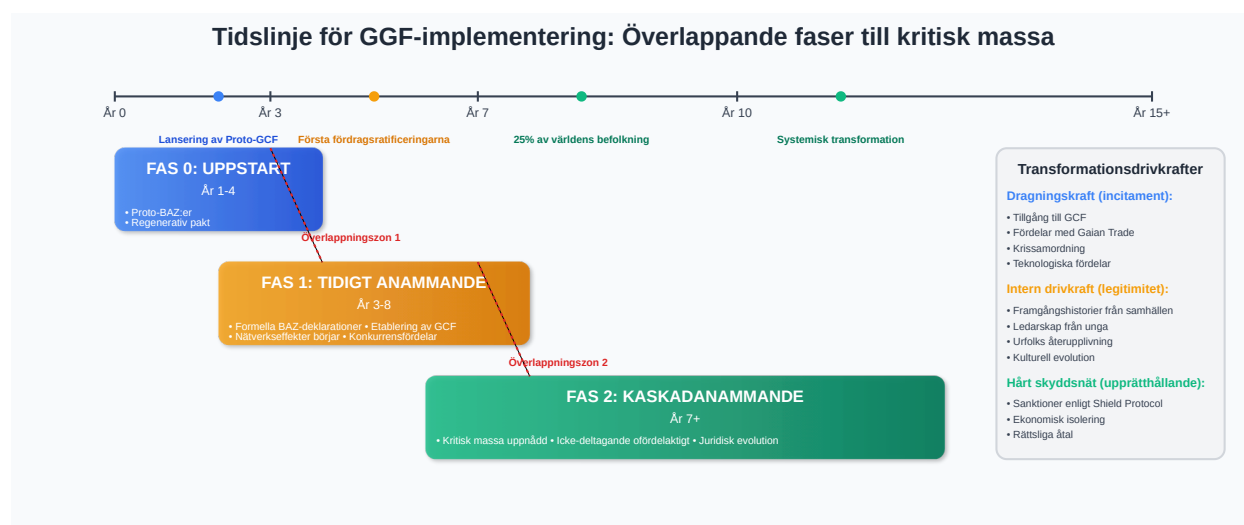 Tidslinje för GGF-implementering: Överlappande faser till kritisk massa
År 0
År 3
År 7
År 10
År 15+
Lansering av Proto-GCF
Första fördragsratificeringarna
25% av världens befolkning
Systemisk transformation
FAS 0: UPPSTART
År 1-4
• Proto-BAZ:er
• Regenerativ pakt
Överlappningszon 1
FAS 1: TIDIGT ANAMMANDE
År 3-8
• Formella BAZ-deklarationer • Etablering av GCF
• Nätverkseffekter börjar • Konkurrensfördelar
Överlappningszon 2
FAS 2: KASKADANAMMANDE
År 7+
• Kritisk massa uppnådd • Icke-deltagande ofördelaktigt • Juridisk evolution
Transformationsdrivkrafter
Dragningskraft (incitament):
• Tillgång till GCF
• Fördelar med Gaian Trade
• Krissamordning
• Teknologiska fördelar
Intern drivkraft (legitimitet):
• Framgångshistorier från samhällen
• Ledarskap från unga
• Urfolks återupplivning
• Kulturell evolution
Hårt skyddsnät (upprätthållande):
• Sanktioner enligt Shield Protocol
• Ekonomisk isolering
• Rättsliga åtal